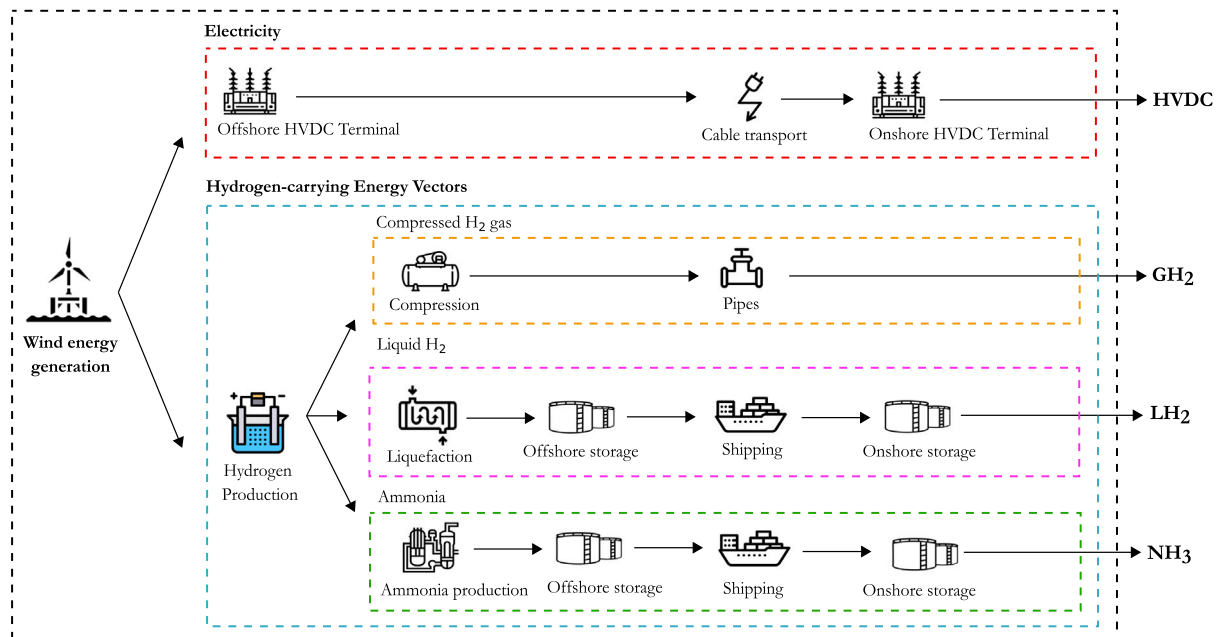 Electricity
Offshore HVDC Terminal
Cable transport
Onshore HVDC Terminal
HVDC
Hydrogen-carrying Energy Vectors
Compressed H₂ gas
Compression
Pipes
GH₂
Wind energy
generation
Liquid H₂
+ −
Hydrogen
Production
Liquefaction
Offshore storage
Shipping
Onshore storage
LH₂
Ammonia
Ammonia production
Offshore storage
Shipping
Onshore storage
NH₃